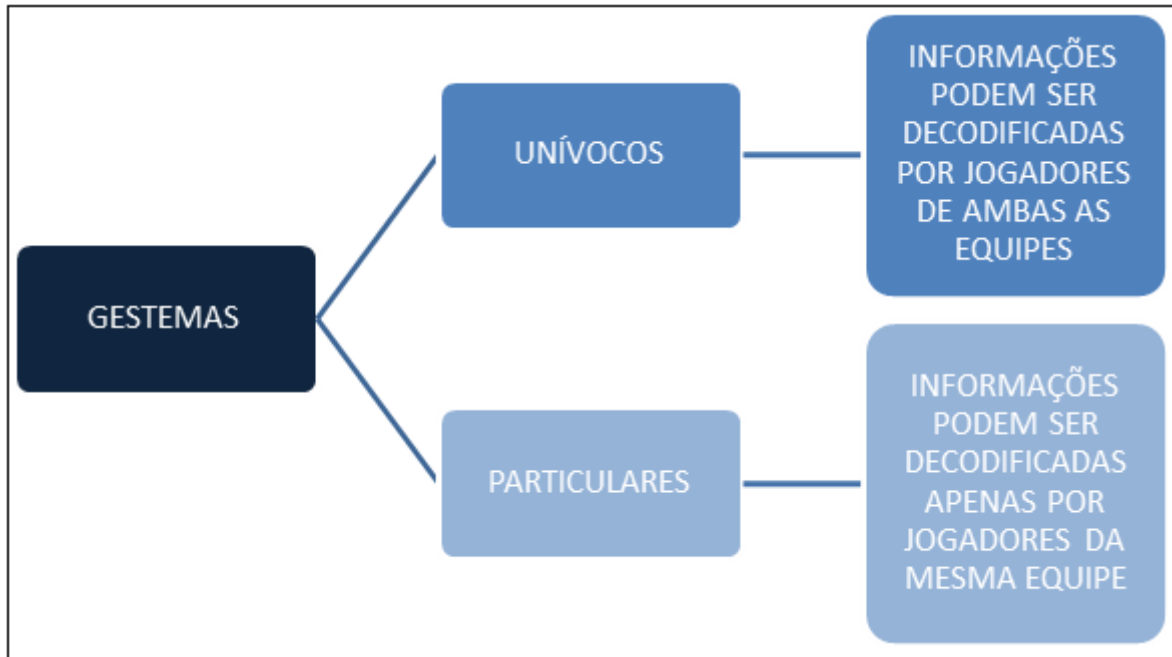 GESTEMAS
UNÍVOCOS
INFORMAÇÕES
PODEM SER
DECODIFICADAS
POR JOGADORES
DE AMBAS AS
EQUIPES
PARTICULARES
INFORMAÇÕES
PODEM SER
DECODIFICADAS
APENAS POR
JOGADORES DA
MESMA EQUIPE